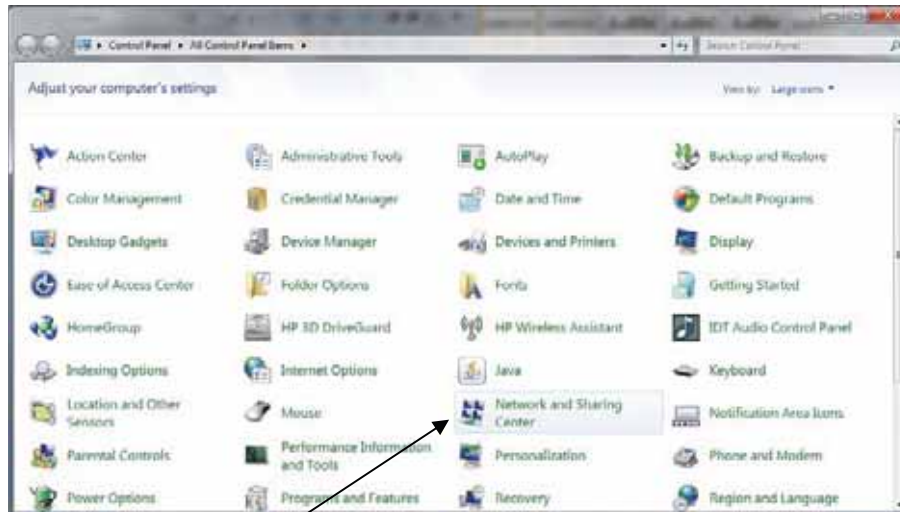 Control Panel ▸ All Control Panel Items ▸
Search Control Panel
Adjust your computer's settings
View by: Large icons
Action Center
Administrative Tools
AutoPlay
Backup and Restore
Color Management
Credential Manager
Date and Time
Default Programs
Desktop Gadgets
Device Manager
Devices and Printers
Display
Ease of Access Center
Folder Options
Fonts
Getting Started
HomeGroup
HP 3D DriveGuard
HP Wireless Assistant
IDT Audio Control Panel
Indexing Options
Internet Options
Java
Keyboard
Location and Other
Sensors
Mouse
Network and Sharing
Center
Notification Area Icons
Parental Controls
Performance Information
and Tools
Personalization
Phone and Modem
Power Options
Programs and Features
Recovery
Region and Language